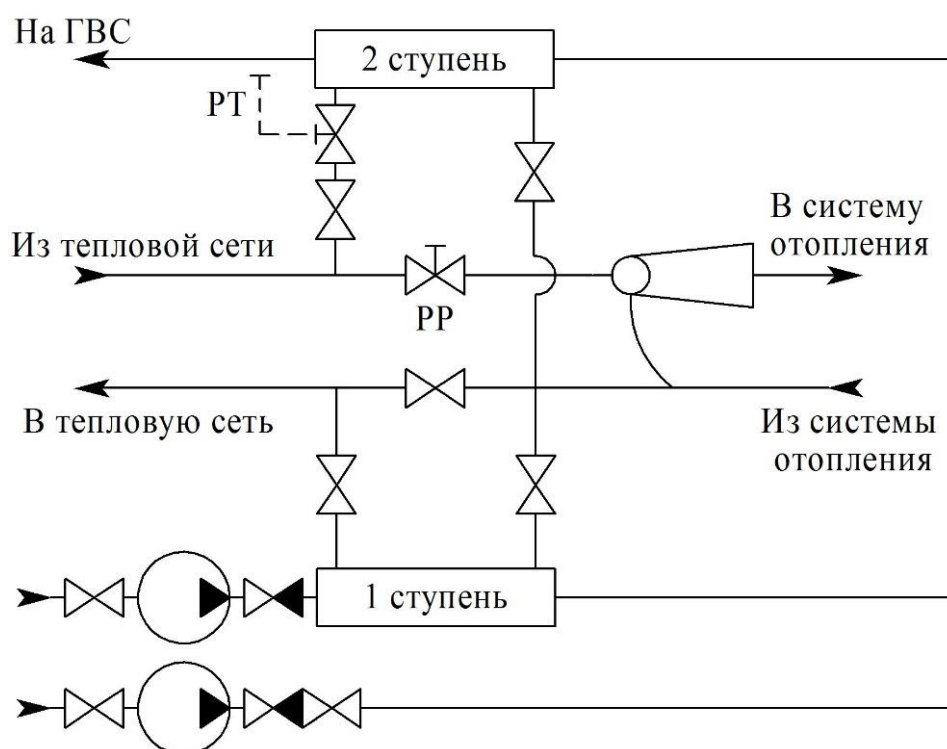 На ГВС
2 ступень
РТ
В систему
отопления
Из тепловой сети
РР
В тепловую сеть
Из системы
отопления
1 ступень